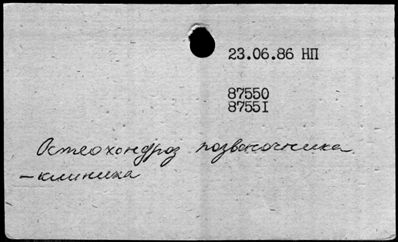 23.06.86 НП
87550
87551
Остеохондроз позвоночника
– клиника